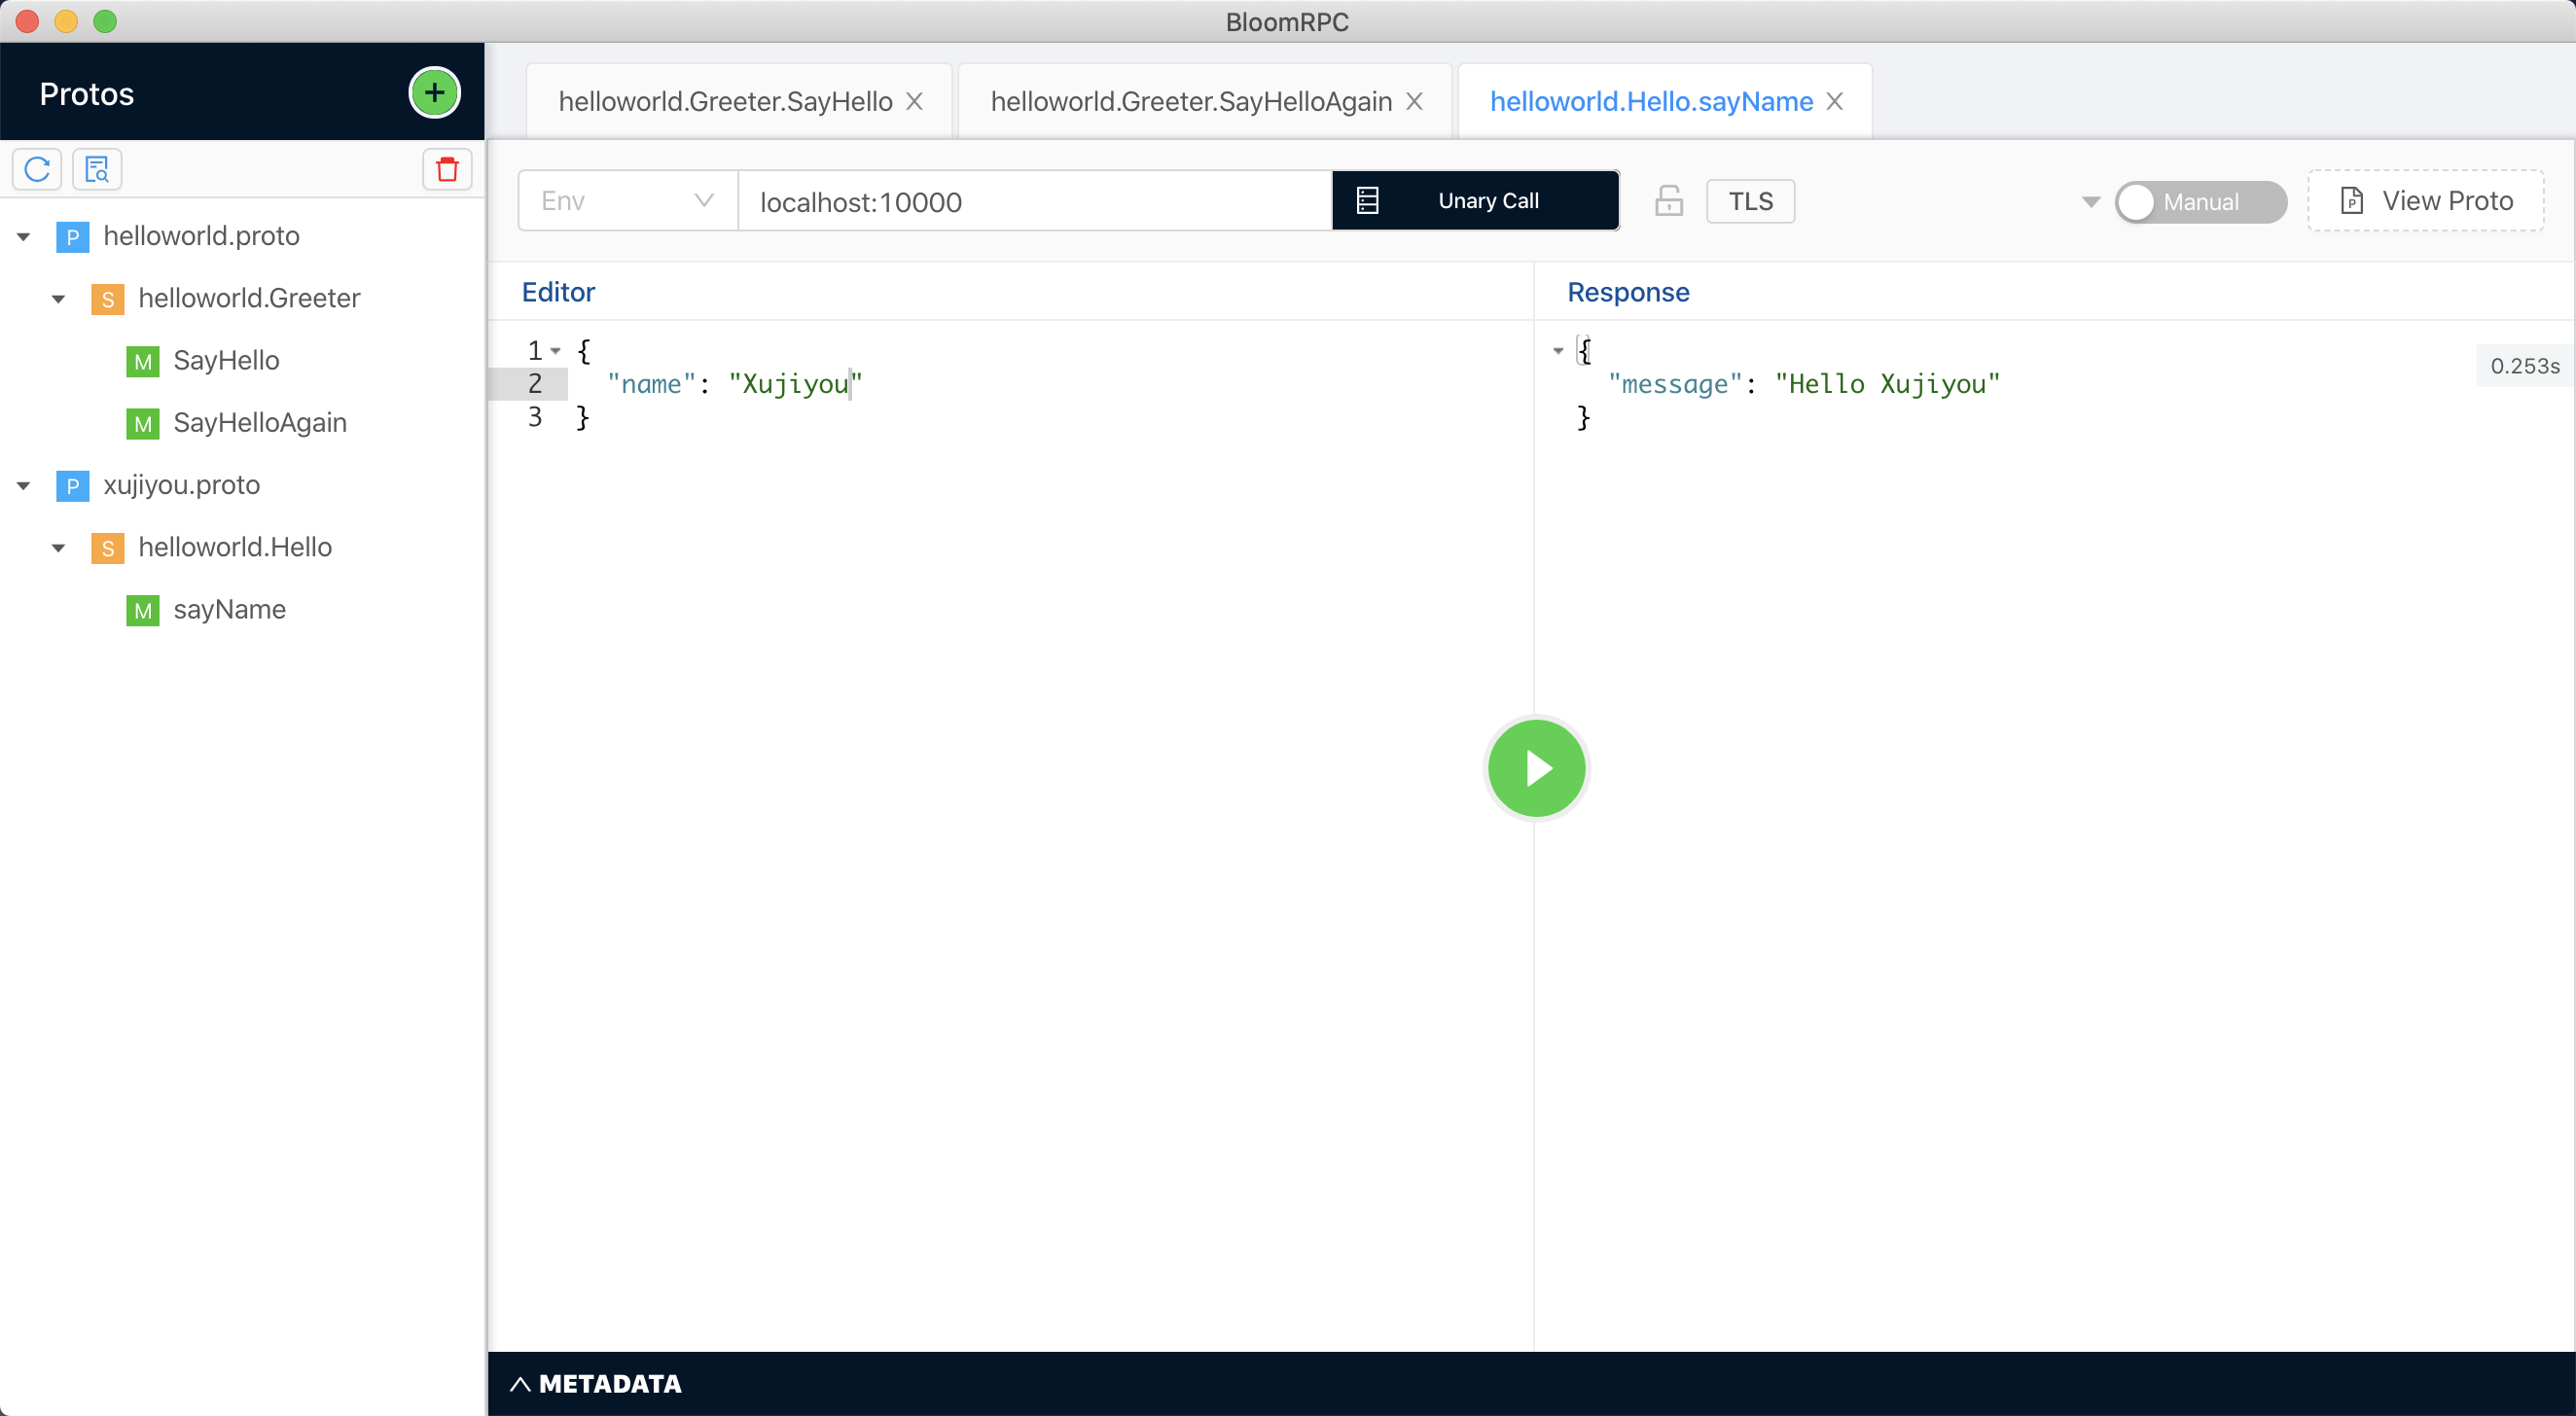 BloomRPC
Protos
helloworld.Greeter.SayHello
helloworld.Greeter.SayHelloAgain
helloworld.Hello.sayName
Env
localhost:10000
Unary Call
TLS
Manual
View Proto
P helloworld.proto
S helloworld.Greeter
M SayHello
M SayHelloAgain
P xujiyou.proto
S helloworld.Hello
M sayName
Editor
1 {
2 "name": "Xujiyou"
3 }
Response
{
"message": "Hello Xujiyou"
}
0.253s
METADATA